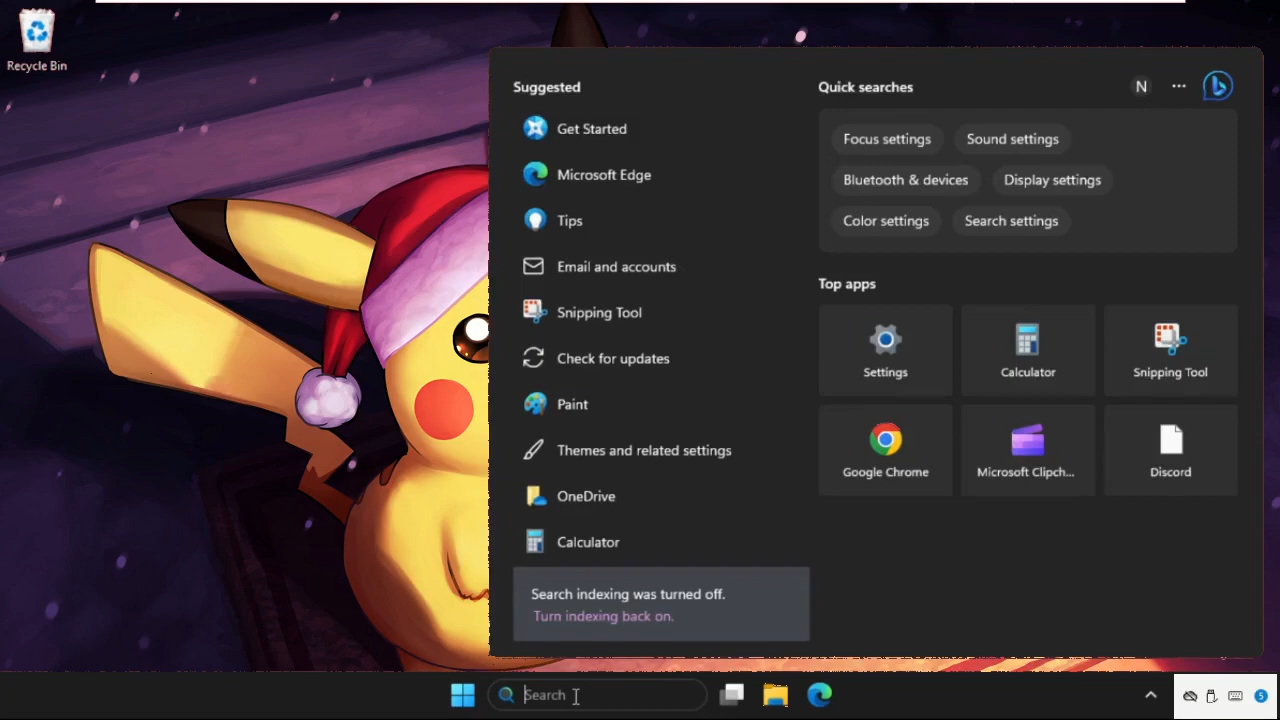 Recycle Bin
Suggested
Get Started
Microsoft Edge
Tips
Email and accounts
Snipping Tool
Check for updates
Paint
Themes and related settings
OneDrive
Calculator
Search indexing was turned off.
Turn indexing back on.
Quick searches
N
Focus settings
Sound settings
Bluetooth & devices
Display settings
Color settings
Search settings
Top apps
Settings
Calculator
Snipping Tool
Google Chrome
Microsoft Clipch...
Discord
Search
5